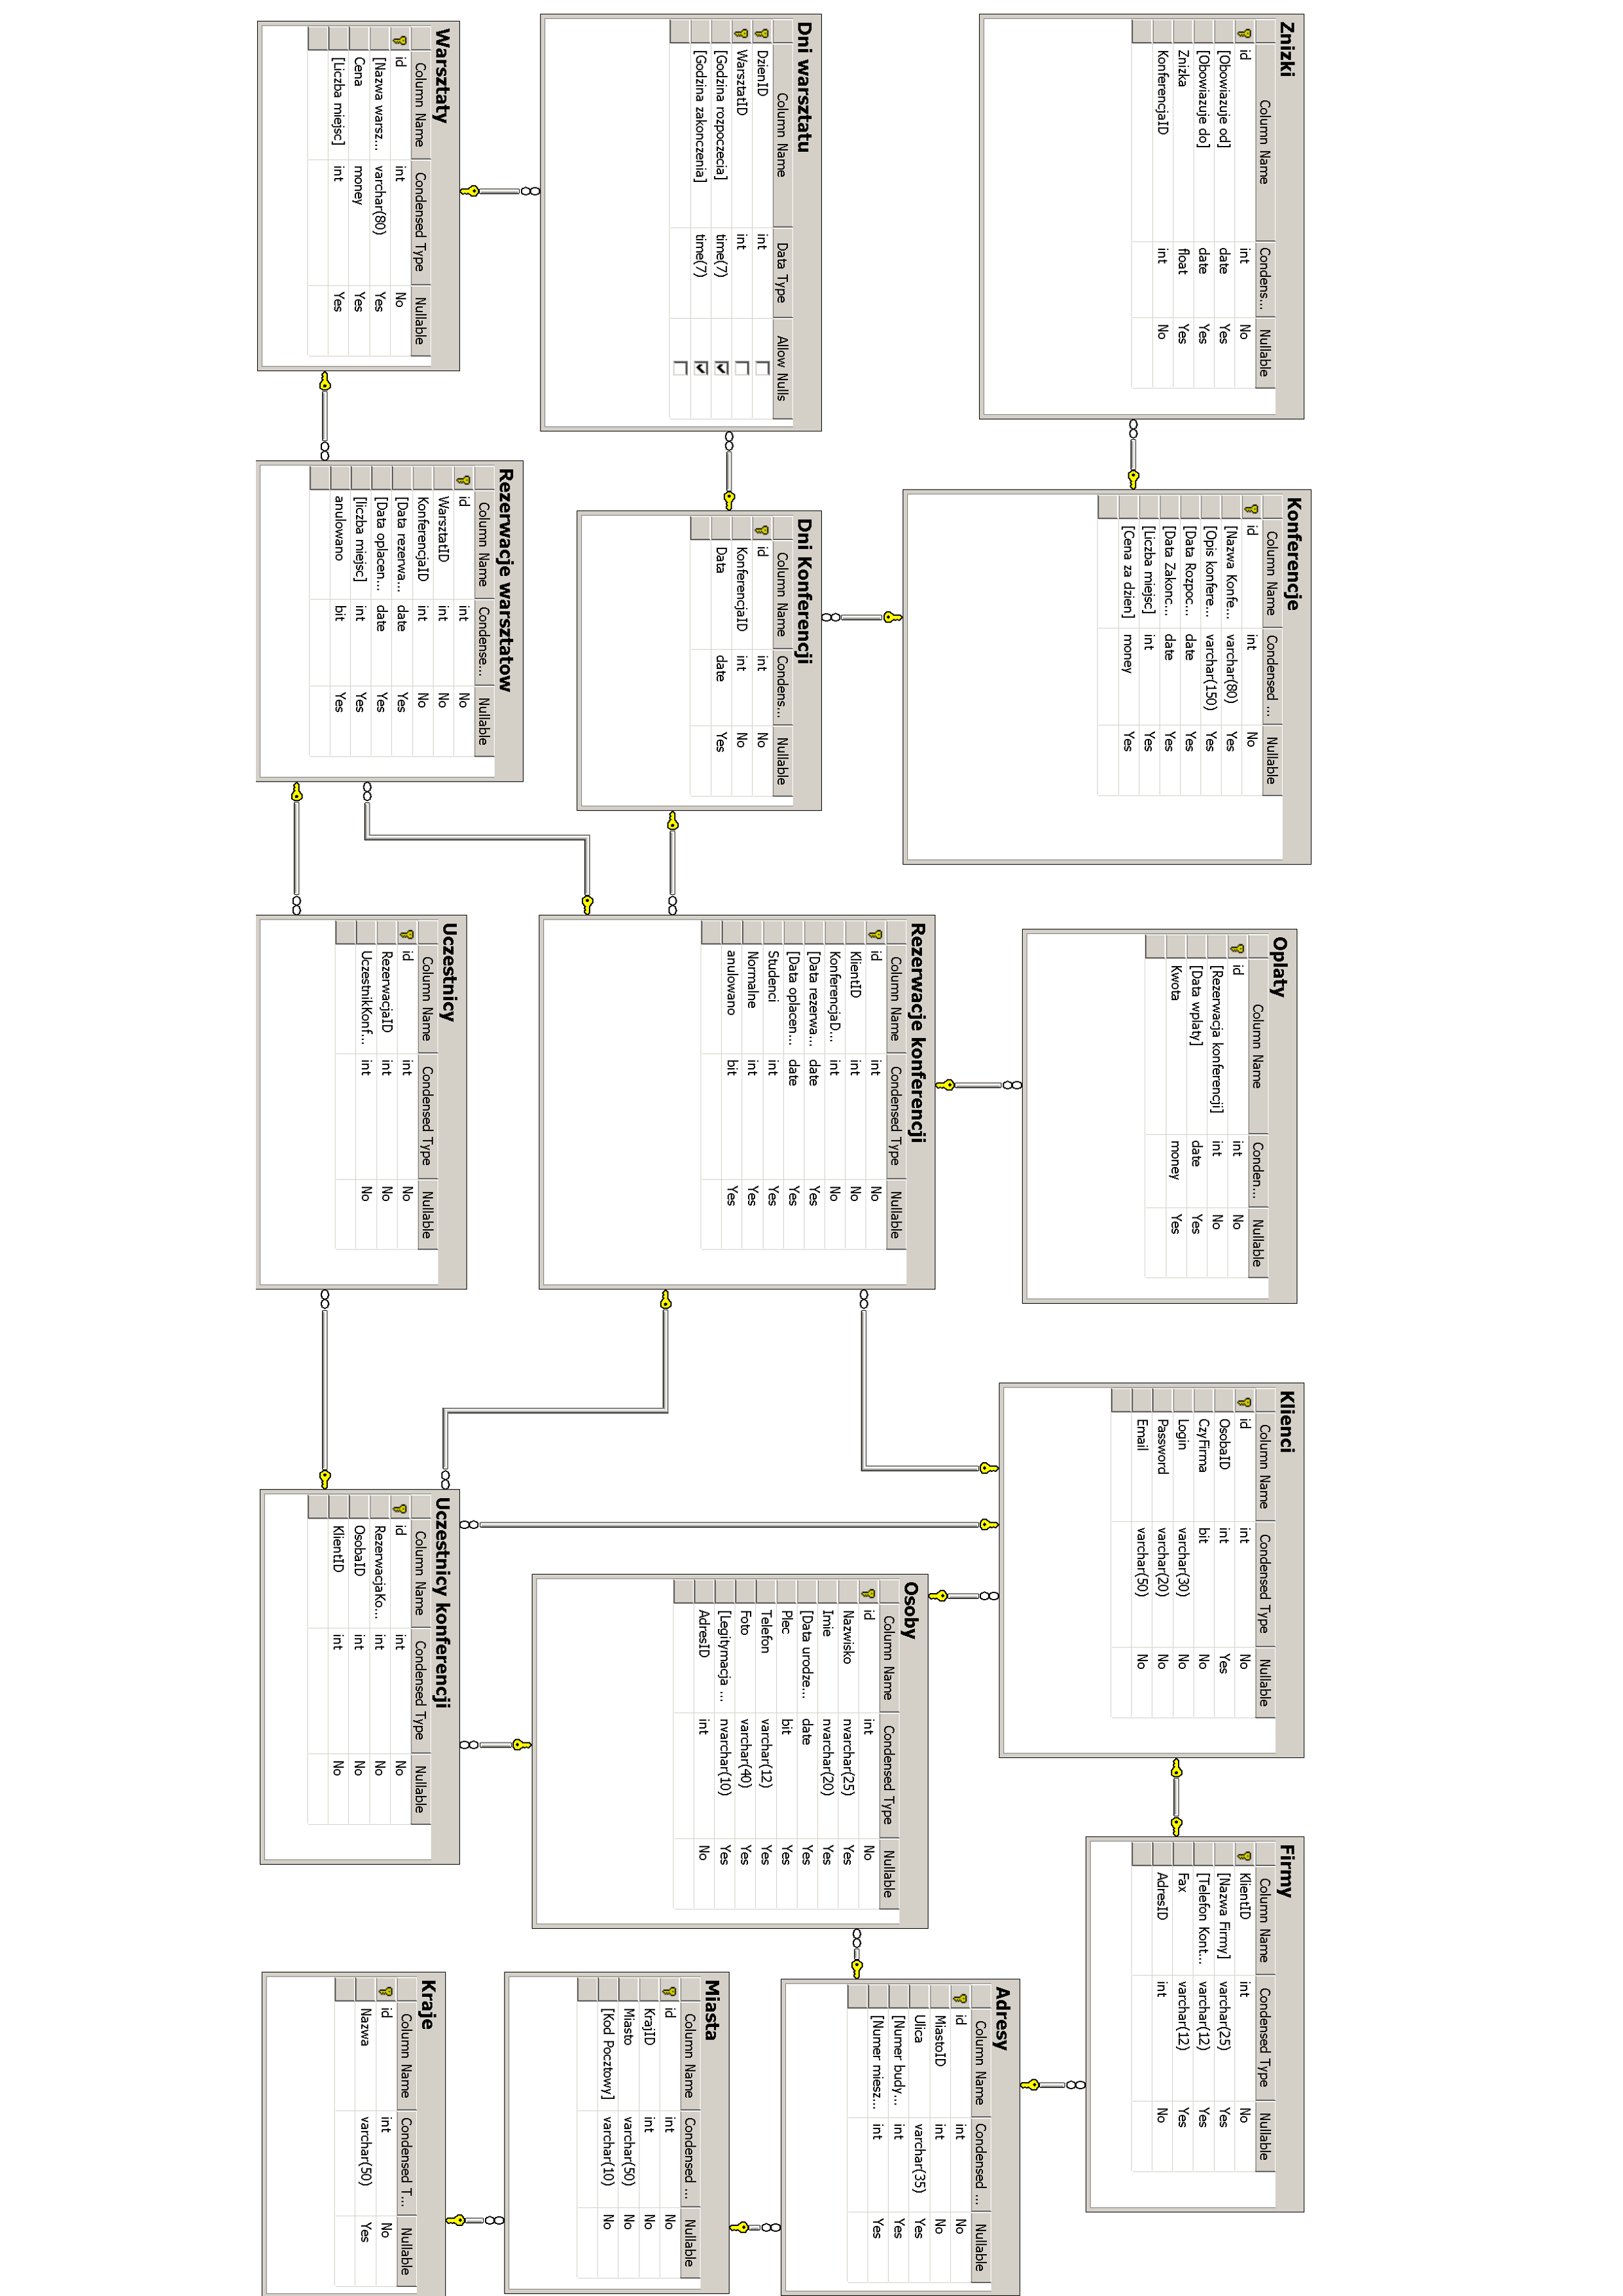 Znizki
Column Name Condens... Nullable
id int No
[Obowiazuje od] date Yes
[Obowiazuje do] date Yes
Znizka float Yes
KonferencjaID int No
Konferencje
Column Name Condensed ... Nullable
id int No
[Nazwa Konfe... varchar(80) Yes
[Opis konfere... varchar(150) Yes
[Data Rozpoc... date Yes
[Data Zakonc... date Yes
[Liczba miejsc] int Yes
[Cena za dzien] money Yes
Oplaty
Column Name Conden... Nullable
id int No
[Rezerwacja konferencji] int No
[Data wplaty] date Yes
Kwota money Yes
Klienci
Column Name Condensed Type Nullable
id int No
OsobaID int Yes
CzyFirma bit No
Login varchar(30) No
Password varchar(20) No
Email varchar(50) No
Firmy
Column Name Condensed Type Nullable
KlientID int No
[Nazwa Firmy] varchar(25) Yes
[Telefon Kont... varchar(12) Yes
Fax varchar(12) Yes
AdresID int No
Dni warsztatu
Column Name Data Type Allow Nulls
DzienID int
WarsztatID int
[Godzina rozpoczecia] time(7)
[Godzina zakonczenia] time(7)
Dni Konferencji
Column Name Condens... Nullable
id int No
KonferencjaID int No
Data date Yes
Rezerwacje konferencji
Column Name Condensed Type Nullable
id int No
KlientID int No
KonferencjaD... int No
[Data rezerwa... date Yes
[Data oplacen... date Yes
Studenci int Yes
Normalne int Yes
anulowano bit Yes
Osoby
Column Name Condensed Type Nullable
id int No
Nazwisko nvarchar(25) Yes
Imie nvarchar(20) Yes
[Data urodze... date Yes
Plec bit Yes
Telefon varchar(12) Yes
Foto varchar(40) Yes
[Legitymacja ... nvarchar(10) Yes
AdresID int No
Adresy
Column Name Condensed ... Nullable
id int No
MiastoID int No
Ulica varchar(35) Yes
[Numer budy... int Yes
[Numer miesz... int Yes
Miasta
Column Name Condensed ... Nullable
id int No
KrajID int No
Miasto varchar(50) No
[Kod Pocztowy] varchar(10) No
Warsztaty
Column Name Condensed Type Nullable
id int No
[Nazwa warsz... varchar(80) Yes
Cena money Yes
[Liczba miejsc] int Yes
Rezerwacje warsztatow
Column Name Condense... Nullable
id int No
WarsztatID int No
KonferencjaID int No
[Data rezerwa... date Yes
[Data oplacen... date Yes
[liczba miejsc] int Yes
anulowano bit Yes
Uczestnicy
Column Name Condensed Type Nullable
id int No
RezerwacjaID int No
UczestnikKonf... int No
Uczestnicy konferencji
Column Name Condensed Type Nullable
id int No
RezerwacjaKo... int No
OsobaID int No
KlientID int No
Kraje
Column Name Condensed T... Nullable
id int No
Nazwa varchar(50) Yes